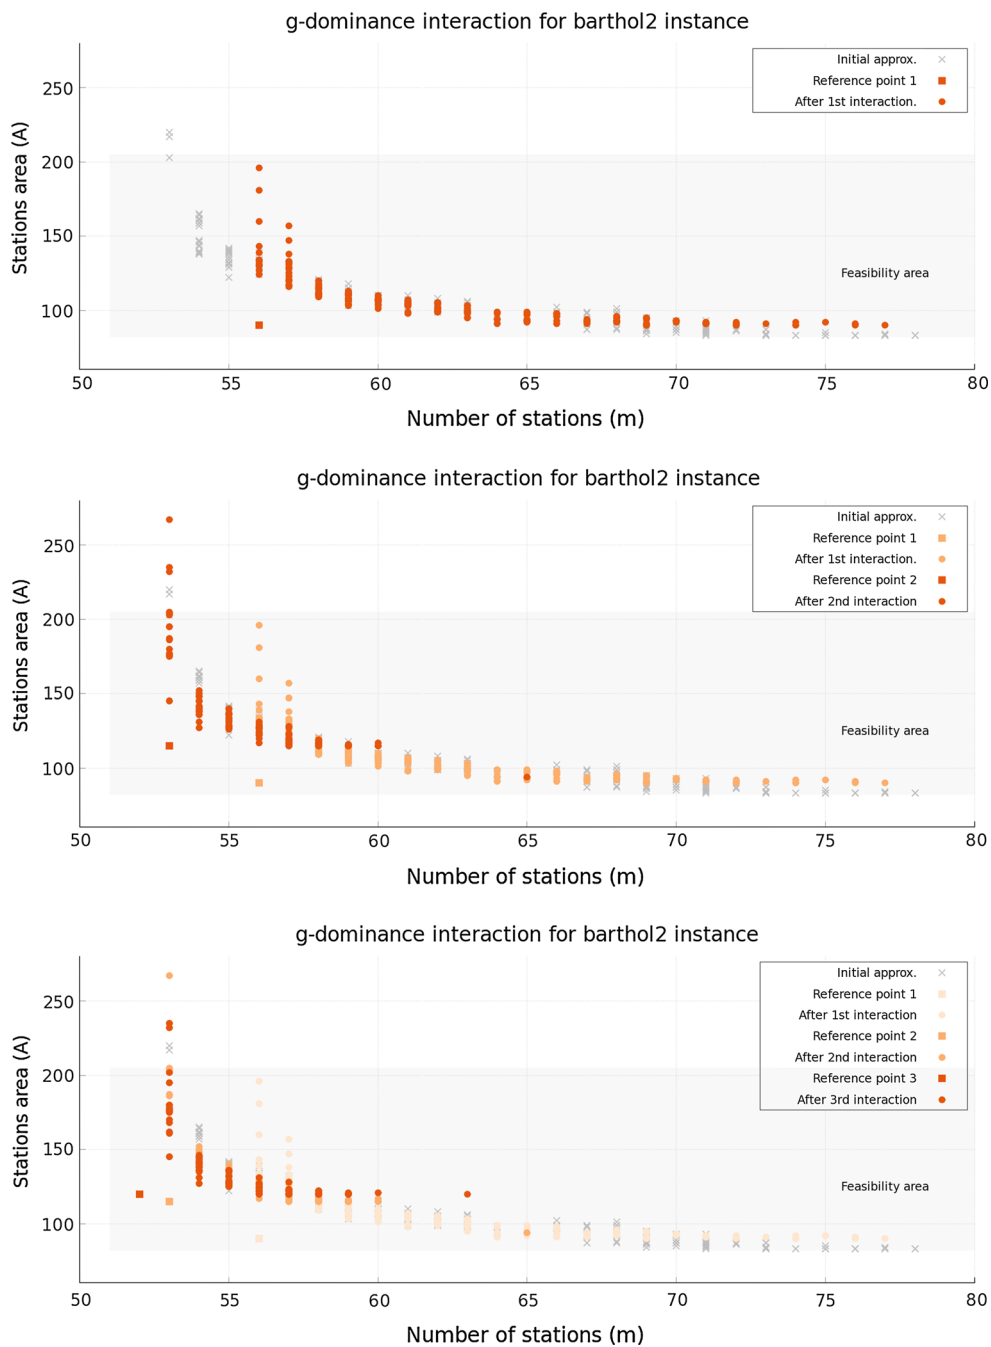 g-dominance interaction for barthol2 instance
Initial approx.
Reference point 1
After 1st interaction.
Feasibility area
Stations area (A)
250
200
150
100
50 55 60 65 70 75 80
Number of stations (m)
g-dominance interaction for barthol2 instance
Initial approx.
Reference point 1
After 1st interaction.
Reference point 2
After 2nd interaction
Feasibility area
Stations area (A)
250
200
150
100
50 55 60 65 70 75 80
Number of stations (m)
g-dominance interaction for barthol2 instance
Initial approx.
Reference point 1
After 1st interaction
Reference point 2
After 2nd interaction
Reference point 3
After 3rd interaction
Feasibility area
Stations area (A)
250
200
150
100
50 55 60 65 70 75 80
Number of stations (m)